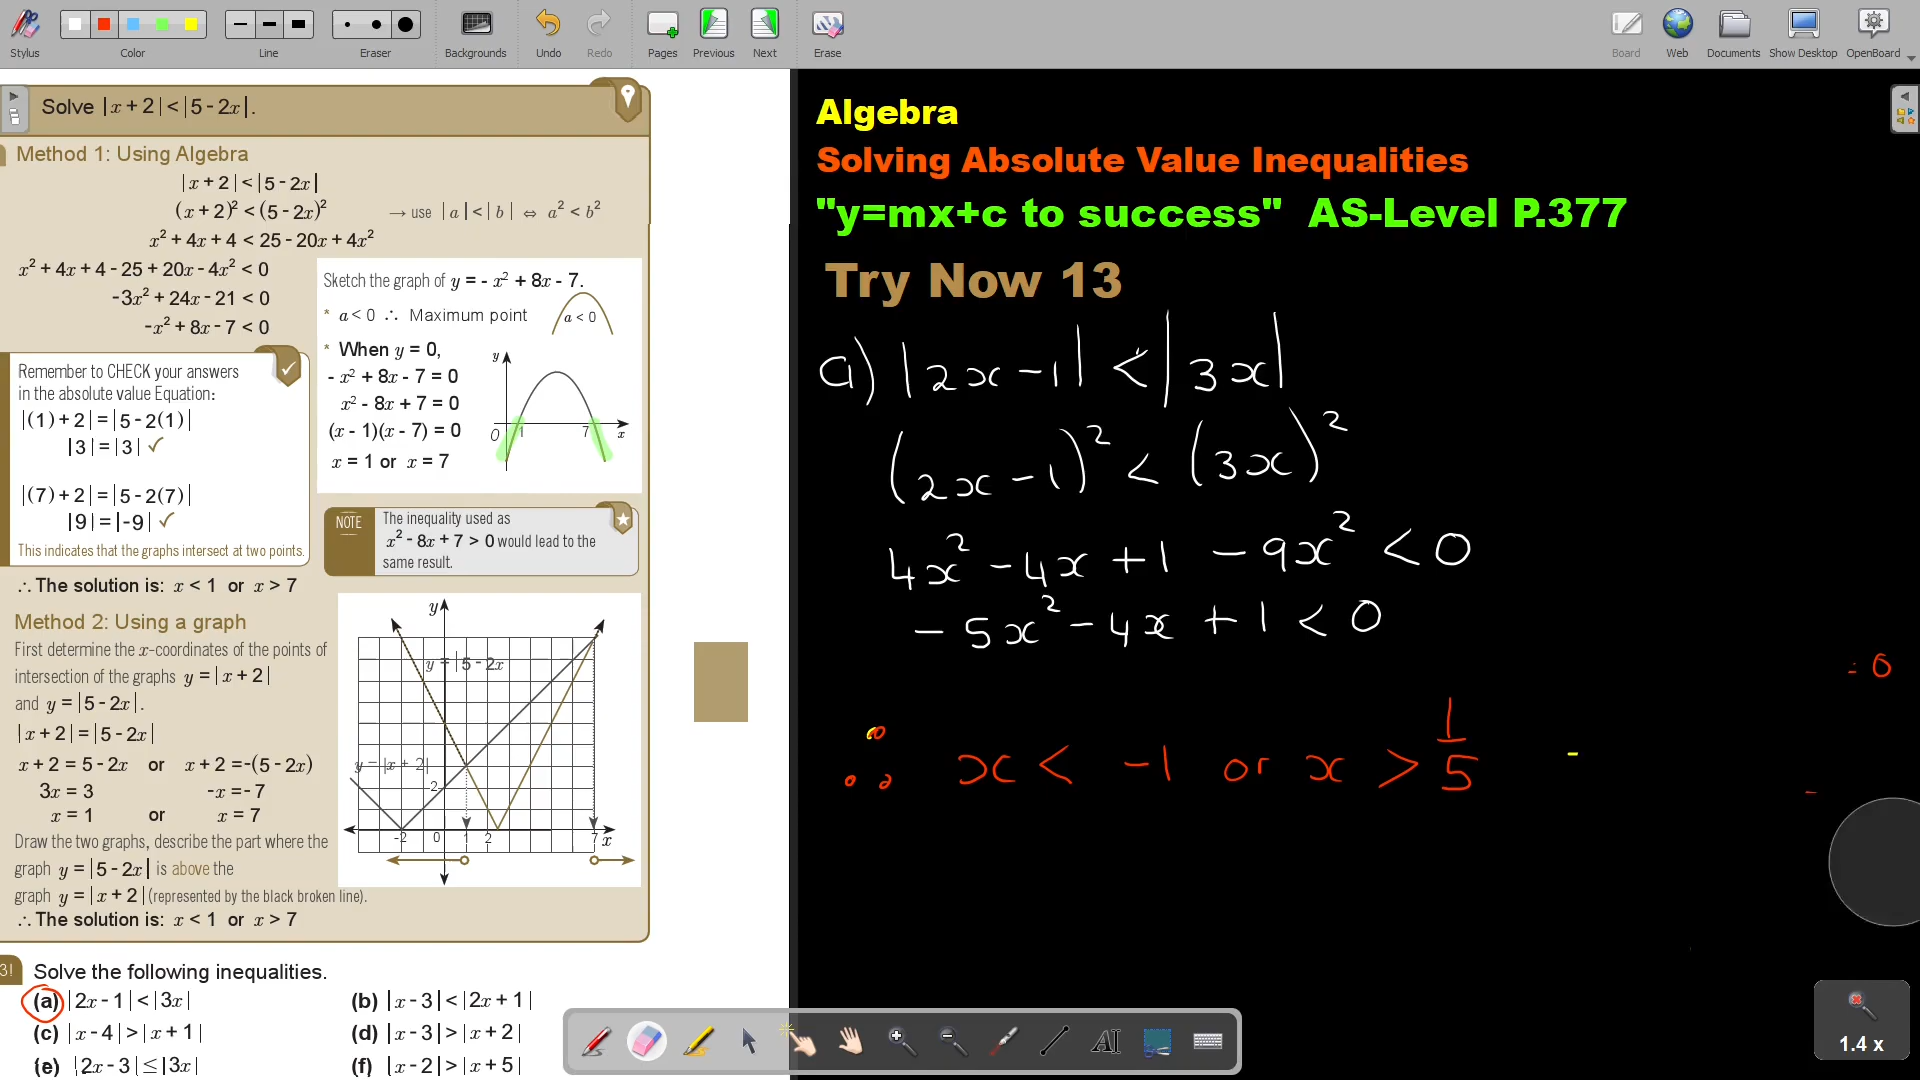 Stylus Color Line Eraser Backgrounds Undo Redo Pages Previous Next Erase Board Web Documents Show Desktop OpenBoard
Solve |x + 2| < |5 - 2x|.
Method 1: Using Algebra
|x + 2| < |5 - 2x|
(x + 2)² < (5 - 2x)² → use |a| < |b| ⇔ a² < b²
x² + 4x + 4 < 25 - 20x + 4x²
x² + 4x + 4 - 25 + 20x - 4x² < 0
-3x² + 24x - 21 < 0
-x² + 8x - 7 < 0
Sketch the graph of y = - x² + 8x - 7.
* a < 0 ∴ Maximum point
a < 0
* When y = 0,
- x² + 8x - 7 = 0
x² - 8x + 7 = 0
(x - 1)(x - 7) = 0
x = 1 or x = 7
y
O 1 7 x
Remember to CHECK your answers
in the absolute value Equation:
|(1) + 2| = |5 - 2(1)|
|3| = |3| ✓
|(7) + 2| = |5 - 2(7)|
|9| = |-9| ✓
This indicates that the graphs intersect at two points.
NOTE
The inequality used as
x² - 8x + 7 > 0 would lead to the
same result.
∴ The solution is: x < 1 or x > 7
Method 2: Using a graph
First determine the x-coordinates of the points of
intersection of the graphs y = |x + 2|
and y = |5 - 2x|.
|x + 2| = |5 - 2x|
x + 2 = 5 - 2x or x + 2 = -(5 - 2x)
3x = 3 -x = - 7
x = 1 or x = 7
Draw the two graphs, describe the part where the
graph y = |5 - 2x| is above the
graph y = |x + 2| (represented by the black broken line).
∴ The solution is: x < 1 or x > 7
y
y = |5 - 2x
y = |x + 2|
2
-2 0 1 2 7 x
3! Solve the following inequalities.
(a) |2x - 1| < |3x| (b) |x - 3| < |2x + 1|
(c) |x - 4| > |x + 1| (d) |x - 3| > |x + 2|
(e) |2x - 3| ≤ |3x| (f) |x - 2| > |x + 5|
Algebra
Solving Absolute Value Inequalities
"y=mx+c to success" AS-Level P.377
Try Now 13
a) |2x - 1| < |3x|
(2x - 1)² < (3x)²
4x² - 4x + 1 - 9x² < 0
- 5x² - 4x + 1 < 0
= 0
∴ x < -1 or x > 1/5 -
-
AI
1.4 x